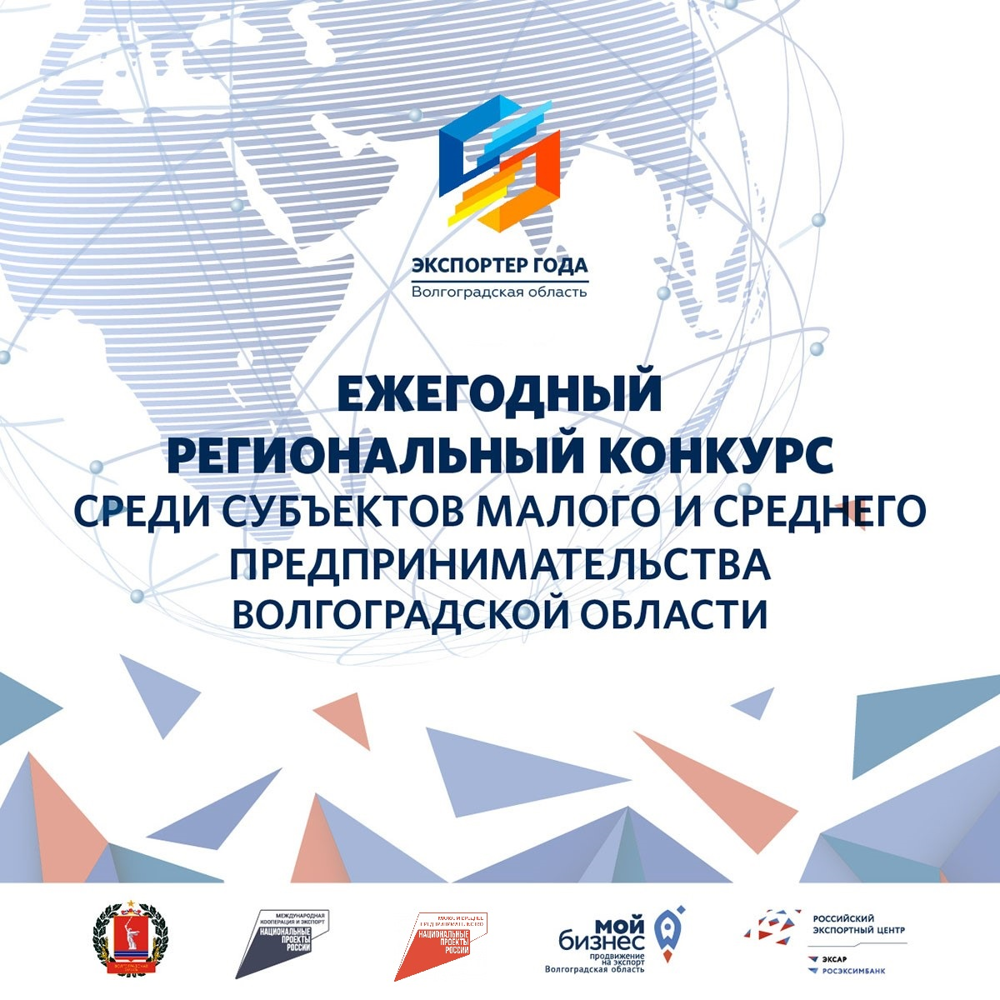 ЭКСПОРТЕР ГОДА
Волгоградская область
ЕЖЕГОДНЫЙ
РЕГИОНАЛЬНЫЙ КОНКУРС
СРЕДИ СУБЪЕКТОВ МАЛОГО И СРЕДНЕГО
ПРЕДПРИНИМАТЕЛЬСТВА
ВОЛГОГРАДСКОЙ ОБЛАСТИ
ВОЛГОГРАДСКАЯ
ОБЛАСТЬ
МЕЖДУНАРОДНАЯ
КООПЕРАЦИЯ И ЭКСПОРТ
НАЦИОНАЛЬНЫЕ
ПРОЕКТЫ
РОССИИ
МАЛОЕ И СРЕДНЕЕ
ПРЕДПРИНИМАТЕЛЬСТВО
НАЦИОНАЛЬНЫЕ
ПРОЕКТЫ
РОССИИ
мой
бизнес
продвижение
на экспорт
Волгоградская область
РОССИЙСКИЙ
ЭКСПОРТНЫЙ ЦЕНТР
ЭКСАР
РОСЭКСИМБАНК